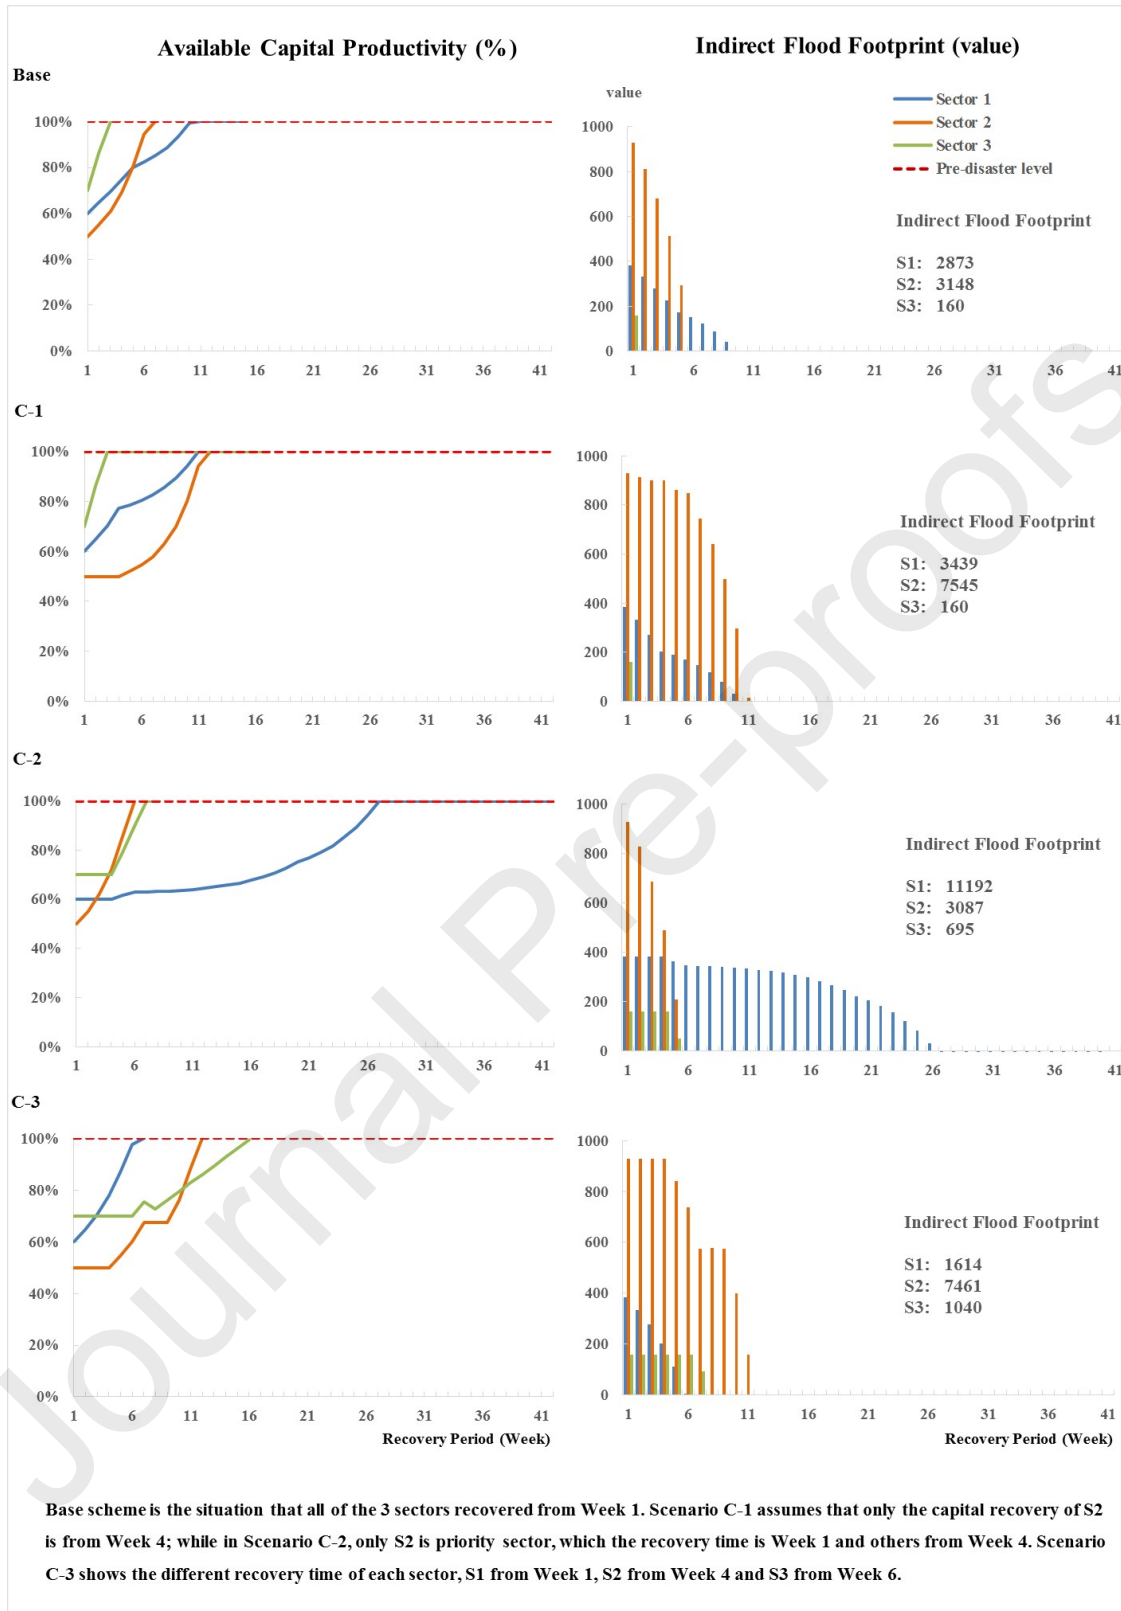 Available Capital Productivity (%)
Indirect Flood Footprint (value)
Base
value
100%
80%
60%
40%
20%
0%
1 6 11 16 21 26 31 36 41
1000
800
600
400
200
0
1 6 11 16 21 26 31 36 41
Sector 1
Sector 2
Sector 3
Pre-disaster level
Indirect Flood Footprint
S1: 2873
S2: 3148
S3: 160
C-1
100%
80%
60%
40%
20%
0%
1 6 11 16 21 26 31 36 41
1000
800
600
400
200
0
1 6 11 16 21 26 31 36 41
Indirect Flood Footprint
S1: 3439
S2: 7545
S3: 160
C-2
100%
80%
60%
40%
20%
0%
1 6 11 16 21 26 31 36 41
1000
800
600
400
200
0
1 6 11 16 21 26 31 36 41
Indirect Flood Footprint
S1: 11192
S2: 3087
S3: 695
C-3
100%
80%
60%
40%
20%
0%
1 6 11 16 21 26 31 36 41
Recovery Period (Week)
1000
800
600
400
200
0
1 6 11 16 21 26 31 36 41
Recovery Period (Week)
Indirect Flood Footprint
S1: 1614
S2: 7461
S3: 1040
Base scheme is the situation that all of the 3 sectors recovered from Week 1. Scenario C-1 assumes that only the capital recovery of S2
is from Week 4; while in Scenario C-2, only S2 is priority sector, which the recovery time is Week 1 and others from Week 4. Scenario
C-3 shows the different recovery time of each sector, S1 from Week 1, S2 from Week 4 and S3 from Week 6.
Journal Pre-proofs